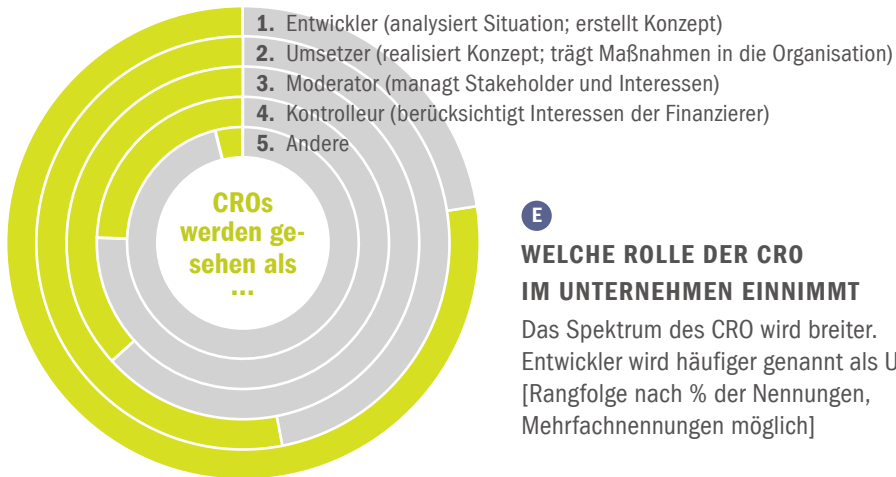 1. Entwickler (analysiert Situation; erstellt Konzept)
2. Umsetzer (realisiert Konzept; trägt Maßnahmen in die Organisation)
3. Moderator (managt Stakeholder und Interessen)
4. Kontrolleur (berücksichtigt Interessen der Finanzierer)
5. Andere
CROs
werden ge-
sehen als
...
E
WELCHE ROLLE DER CRO
IM UNTERNEHMEN EINNIMMT
Das Spektrum des CRO wird breiter.
Entwickler wird häufiger genannt als U
[Rangfolge nach % der Nennungen,
Mehrfachnennungen möglich]